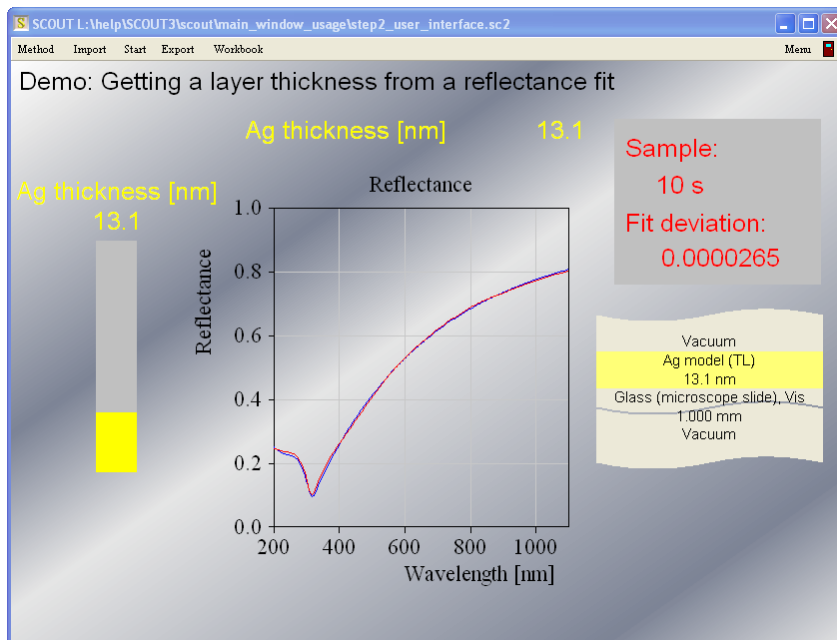 SCOUT L:\help\SCOUT3\scout\main_window_usage\step2_user_interface.sc2
Method Import Start Export Workbook Menu
Demo: Getting a layer thickness from a reflectance fit
Ag thickness [nm] 13.1
Ag thickness [nm]
13.1
Reflectance
Reflectance
1.0
0.8
0.6
0.4
0.2
0.0
200 400 600 800 1000
Wavelength [nm]
Sample:
10 s
Fit deviation:
0.0000265
Vacuum
Ag model (TL)
13.1 nm
Glass (microscope slide), Vis
1.000 mm
Vacuum